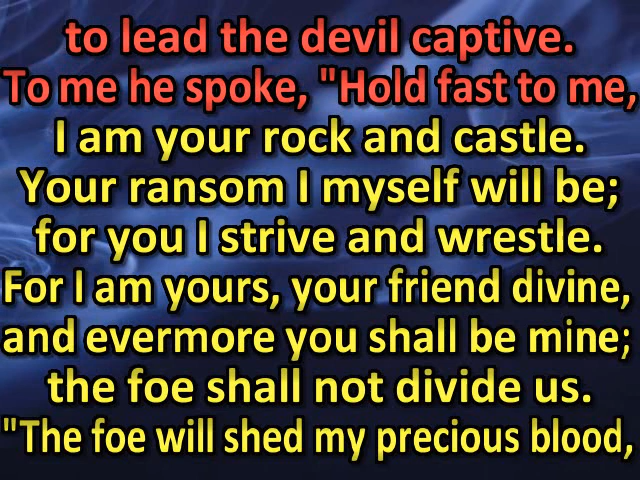 to lead the devil captive.
To me he spoke, "Hold fast to me,
I am your rock and castle.
Your ransom I myself will be;
for you I strive and wrestle.
For I am yours, your friend divine,
and evermore you shall be mine;
the foe shall not divide us.
"The foe will shed my precious blood,